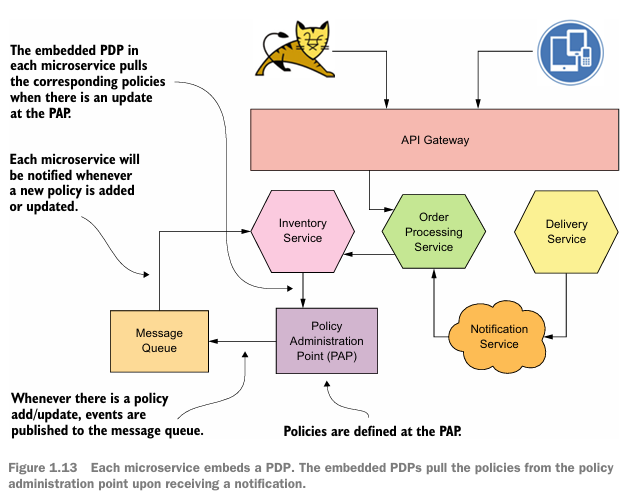 The embedded PDP in
each microservice pulls
the corresponding policies
when there is an update
at the PAP.
API Gateway
Each microservice will
be notified whenever
a new policy is added
or updated.
Inventory
Service
Order
Processing
Service
Delivery
Service
Message
Queue
Policy
Administration
Point (PAP)
Notification
Service
Whenever there is a policy
add/update, events are
published to the message queue.
Policies are defined at the PAP.
Figure 1.13 Each microservice embeds a PDP. The embedded PDPs pull the policies from the policy
administration point upon receiving a notification.